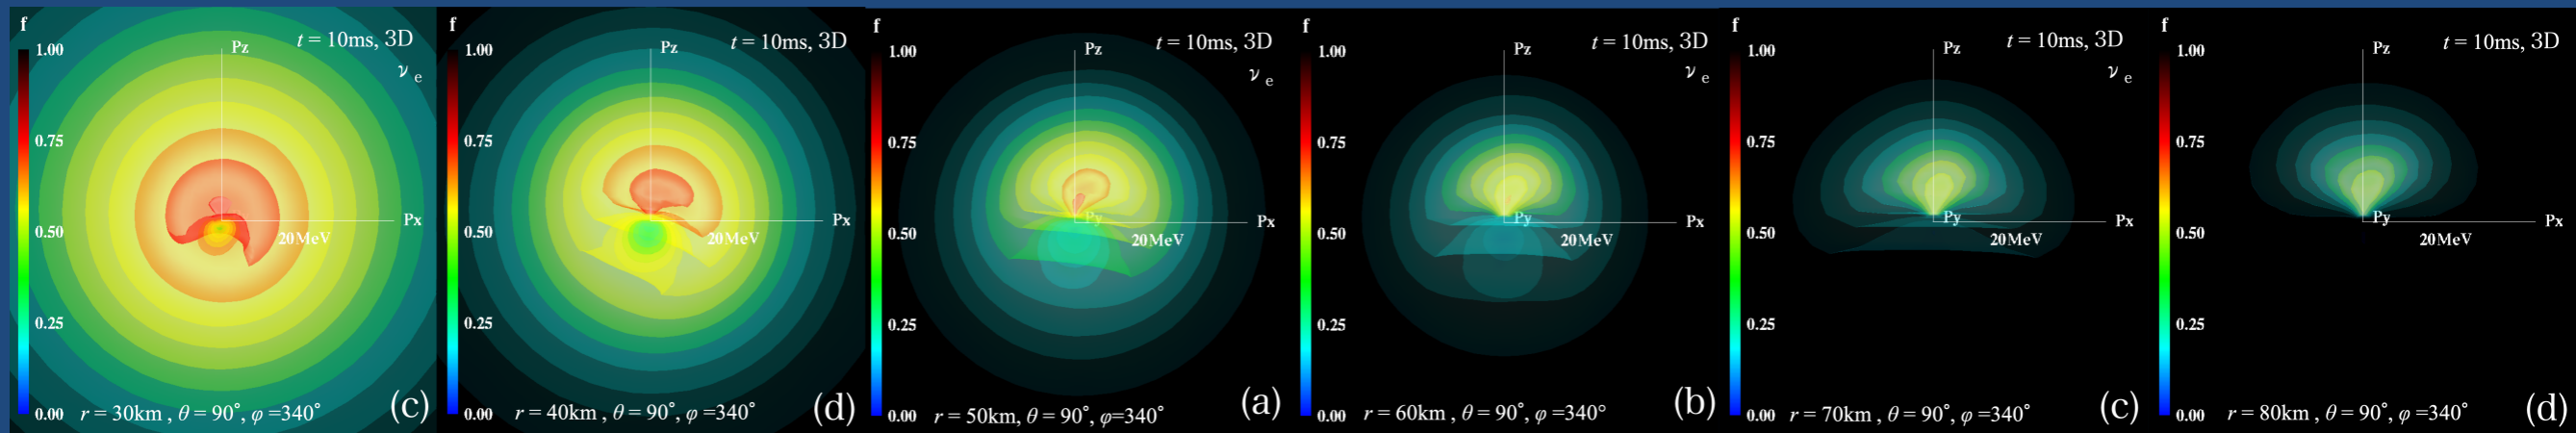 f
1.00
0.75
0.50
0.25
0.00
Pz
Px
20MeV
t = 10ms, 3D
ν e
r = 30km , θ = 90˚, φ =340˚
(c)
f
1.00
0.75
0.50
0.25
0.00
Pz
Px
20MeV
t = 10ms, 3D
r = 40km , θ = 90˚, φ =340˚
(d)
f
1.00
0.75
0.50
0.25
0.00
Pz
Py
Px
20MeV
t = 10ms, 3D
ν e
r = 50km, θ = 90˚, φ=340˚
(a)
f
1.00
0.75
0.50
0.25
0.00
Pz
Py
Px
20MeV
t = 10ms, 3D
ν e
r = 60km , θ = 90˚, φ =340°
(b)
f
1.00
0.75
0.50
0.25
0.00
Pz
Py
Px
20MeV
t = 10ms, 3D
ν e
r = 70km , θ = 90˚, φ =340˚
(c)
f
1.00
0.75
0.50
0.25
0.00
Pz
Py
Px
20MeV
t = 10ms, 3D
r = 80km , θ = 90˚, φ =340˚
(d)